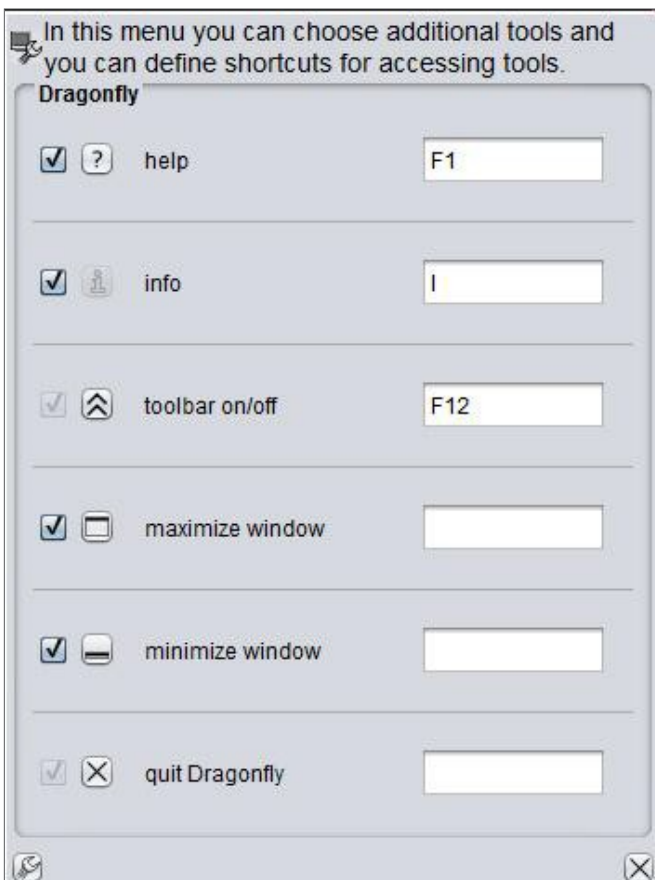 In this menu you can choose additional tools and
you can define shortcuts for accessing tools.
Dragonfly
? help F1
i info I
toolbar on/off F12
maximize window
minimize window
quit Dragonfly